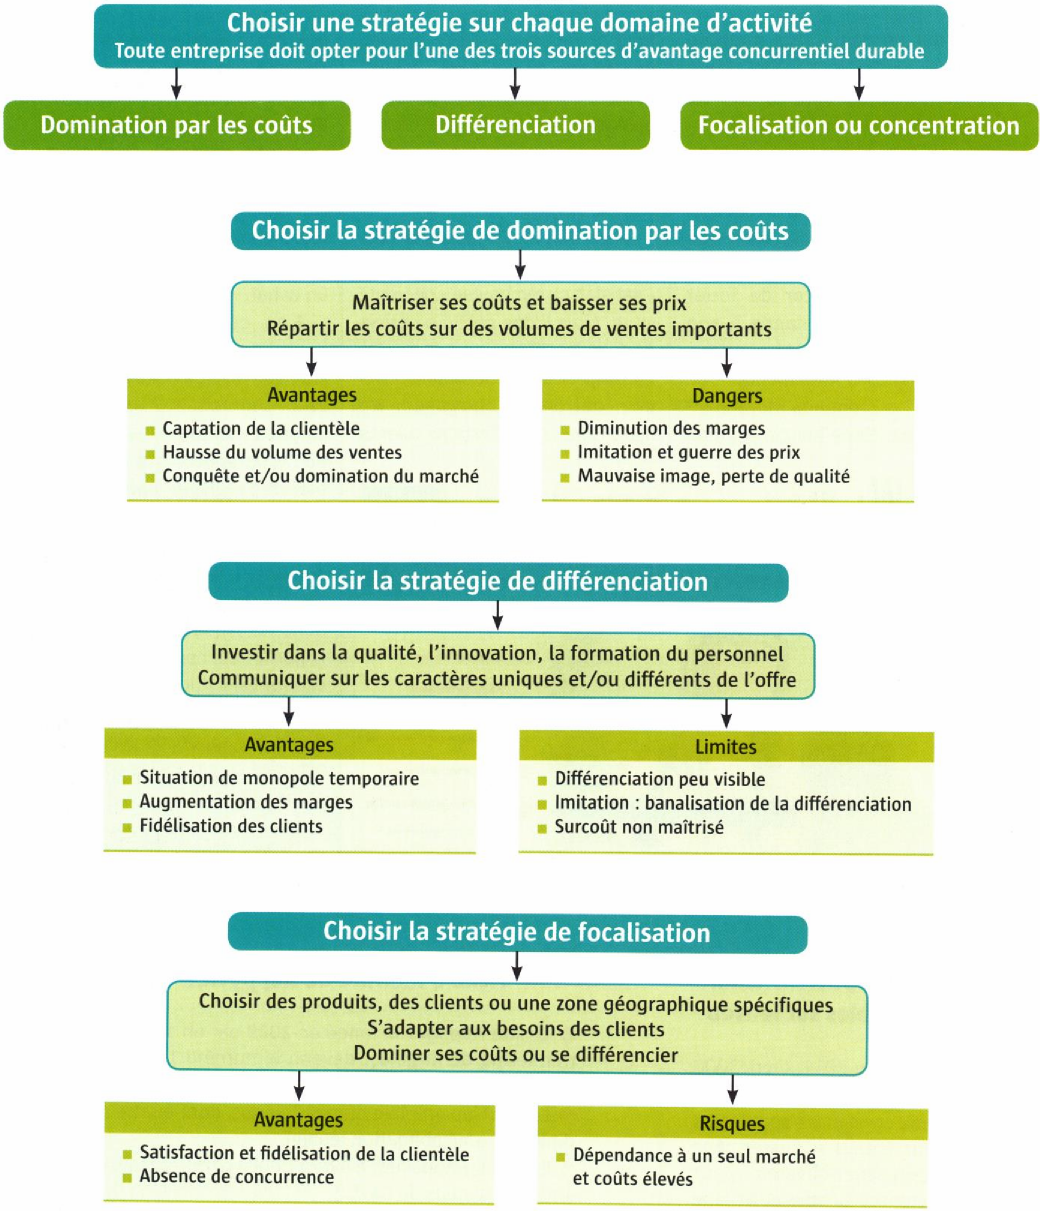 Choisir une stratégie sur chaque domaine d'activité
Toute entreprise doit opter pour l'une des trois sources d'avantage concurrentiel durable
Domination par les coûts
Différenciation
Focalisation ou concentration
Choisir la stratégie de domination par les coûts
Maîtriser ses coûts et baisser ses prix
Répartir les coûts sur des volumes de ventes importants
Avantages
Captation de la clientèle
Hausse du volume des ventes
Conquête et/ou domination du marché
Dangers
Diminution des marges
Imitation et guerre des prix
Mauvaise image, perte de qualité
Choisir la stratégie de différenciation
Investir dans la qualité, l'innovation, la formation du personnel
Communiquer sur les caractères uniques et/ou différents de l'offre
Avantages
Situation de monopole temporaire
Augmentation des marges
Fidélisation des clients
Limites
Différenciation peu visible
Imitation : banalisation de la différenciation
Surcoût non maîtrisé
Choisir la stratégie de focalisation
Choisir des produits, des clients ou une zone géographique spécifiques
S'adapter aux besoins des clients
Dominer ses coûts ou se différencier
Avantages
Satisfaction et fidélisation de la clientèle
Absence de concurrence
Risques
Dépendance à un seul marché
et coûts élevés